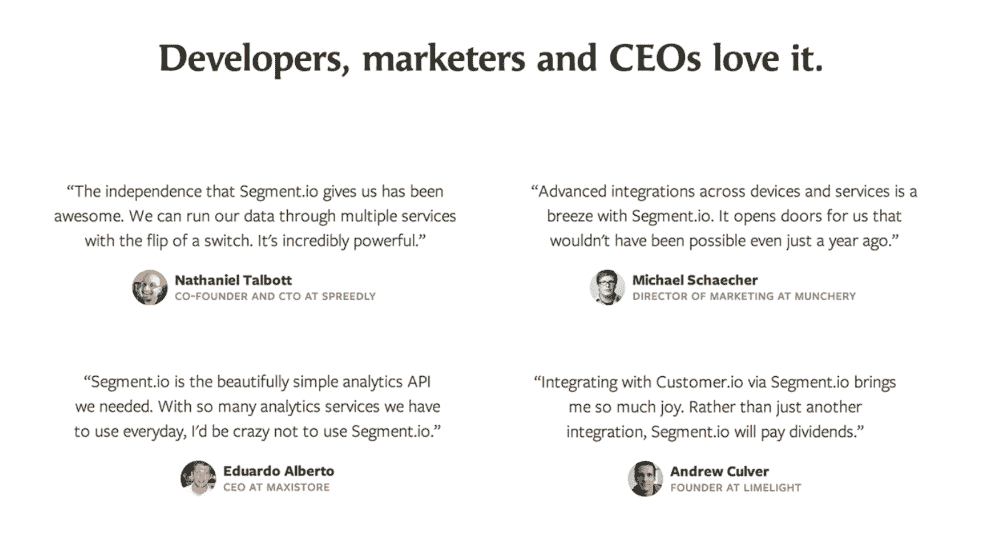 Developers, marketers and CEOs love it.
“The independence that Segment.io gives us has been
awesome. We can run our data through multiple services
with the flip of a switch. It's incredibly powerful.”
Nathaniel Talbott
CO-FOUNDER AND CTO AT SPREEDLY
“Advanced integrations across devices and services is a
breeze with Segment.io. It opens doors for us that
wouldn't have been possible even just a year ago.”
Michael Schaecher
DIRECTOR OF MARKETING AT MUNCHERY
“Segment.io is the beautifully simple analytics API
we needed. With so many analytics services we have
to use everyday, I'd be crazy not to use Segment.io.”
Eduardo Alberto
CEO AT MAXISTORE
“Integrating with Customer.io via Segment.io brings
me so much joy. Rather than just another
integration, Segment.io will pay dividends.”
Andrew Culver
FOUNDER AT LIMELIGHT